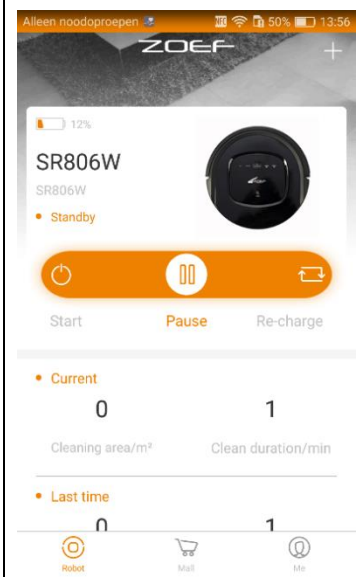 Alleen noodoproepen 50% 13:56
ZOEF
12%
SR806W
SR806W
Standby
Start Pause Re-charge
Current
0 1
Cleaning area/m² Clean duration/min
Last time
0 1
Robot Mall Me